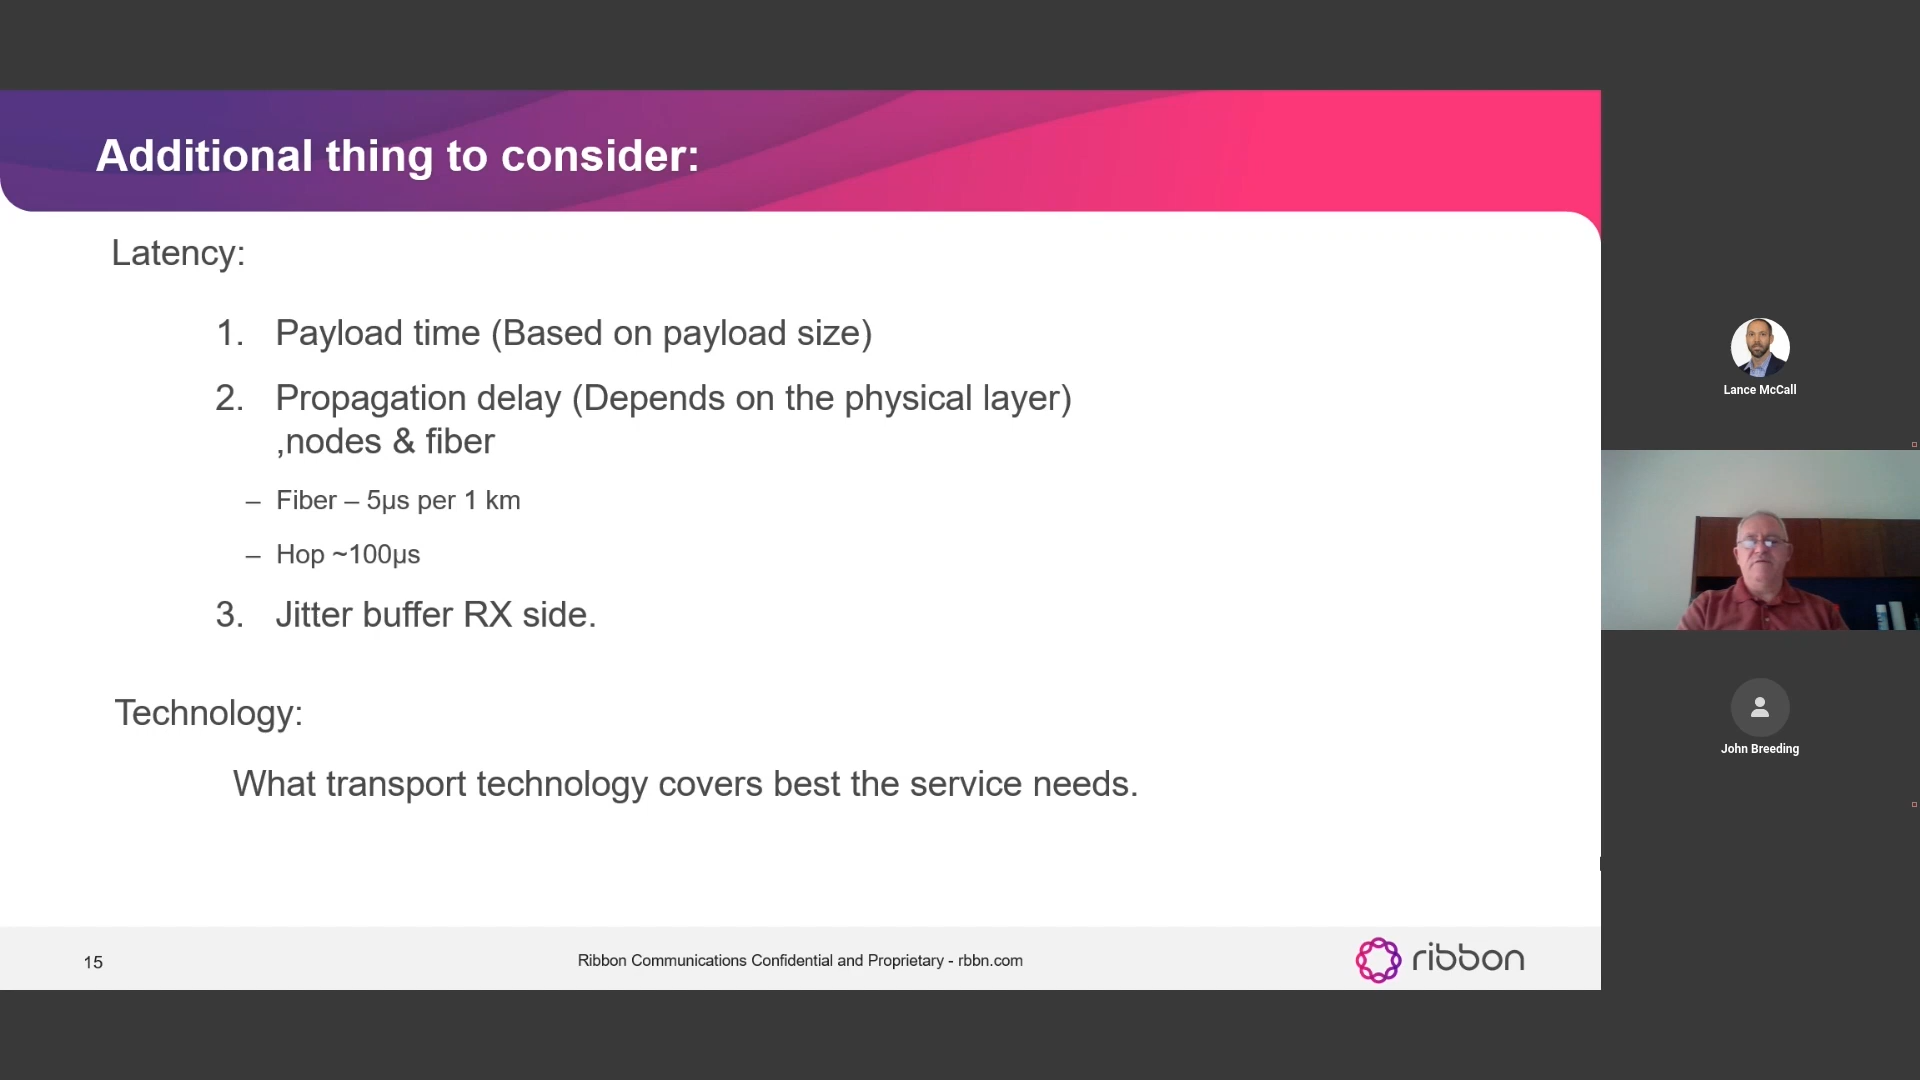 Additional thing to consider:
Latency:
1. Payload time (Based on payload size)
2. Propagation delay (Depends on the physical layer)
,nodes & fiber
– Fiber – 5µs per 1 km
– Hop ~100µs
3. Jitter buffer RX side.
Technology:
What transport technology covers best the service needs.
15
Ribbon Communications Confidential and Proprietary - rbbn.com
ribbon
Lance McCall
John Breeding